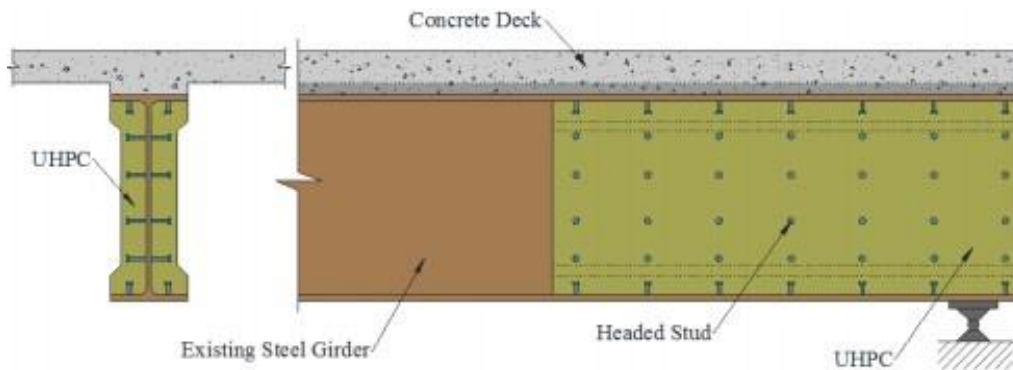 Concrete Deck
UHPC
Existing Steel Girder
Headed Stud
UHPC